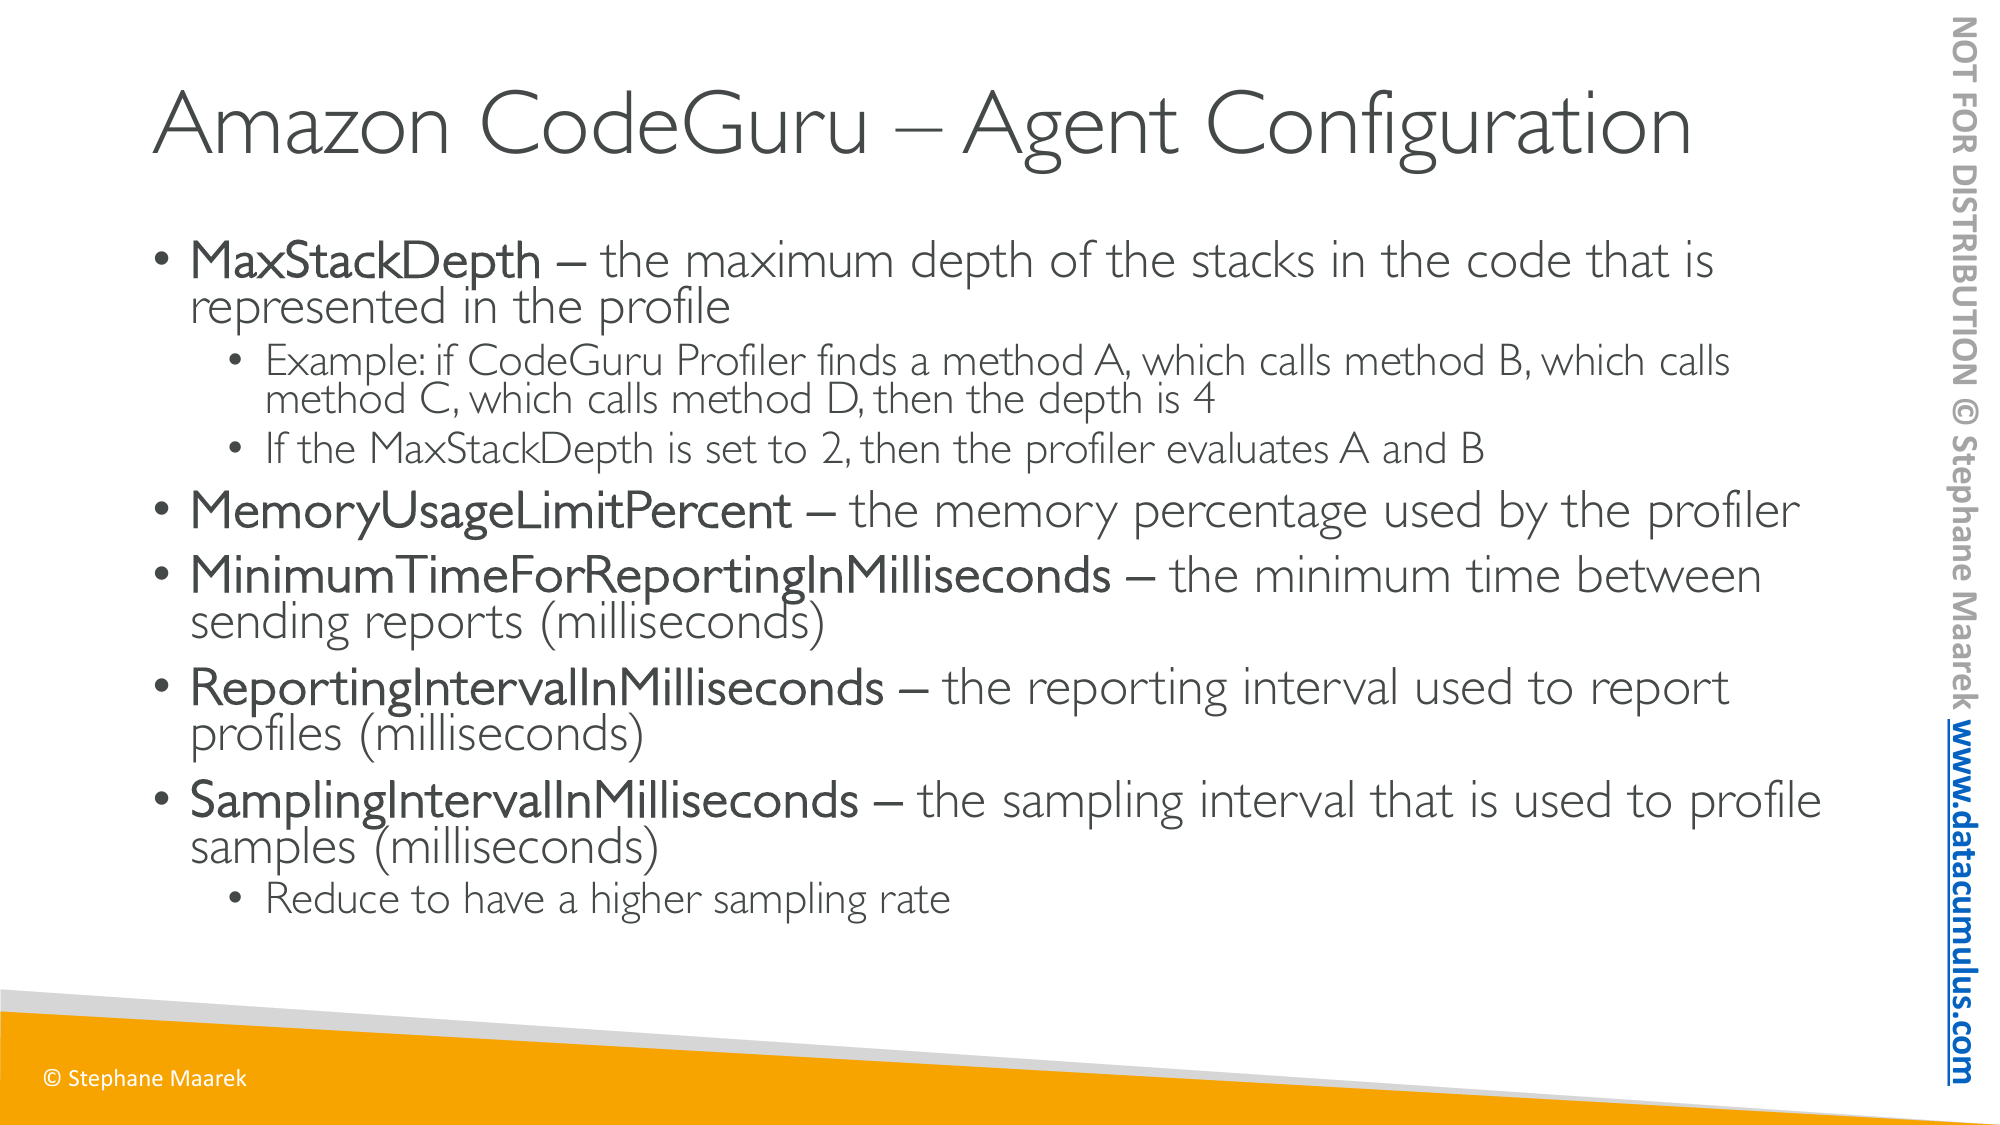 Amazon CodeGuru – Agent Configuration
• MaxStackDepth – the maximum depth of the stacks in the code that is
represented in the profile
• Example: if CodeGuru Profiler finds a method A, which calls method B, which calls
method C, which calls method D, then the depth is 4
• If the MaxStackDepth is set to 2, then the profiler evaluates A and B
• MemoryUsageLimitPercent – the memory percentage used by the profiler
• MinimumTimeForReportingInMilliseconds – the minimum time between
sending reports (milliseconds)
• ReportingIntervalInMilliseconds – the reporting interval used to report
profiles (milliseconds)
• SamplingIntervalInMilliseconds – the sampling interval that is used to profile
samples (milliseconds)
• Reduce to have a higher sampling rate
© Stephane Maarek
NOT FOR DISTRIBUTION © Stephane Maarek www.datacumulus.com